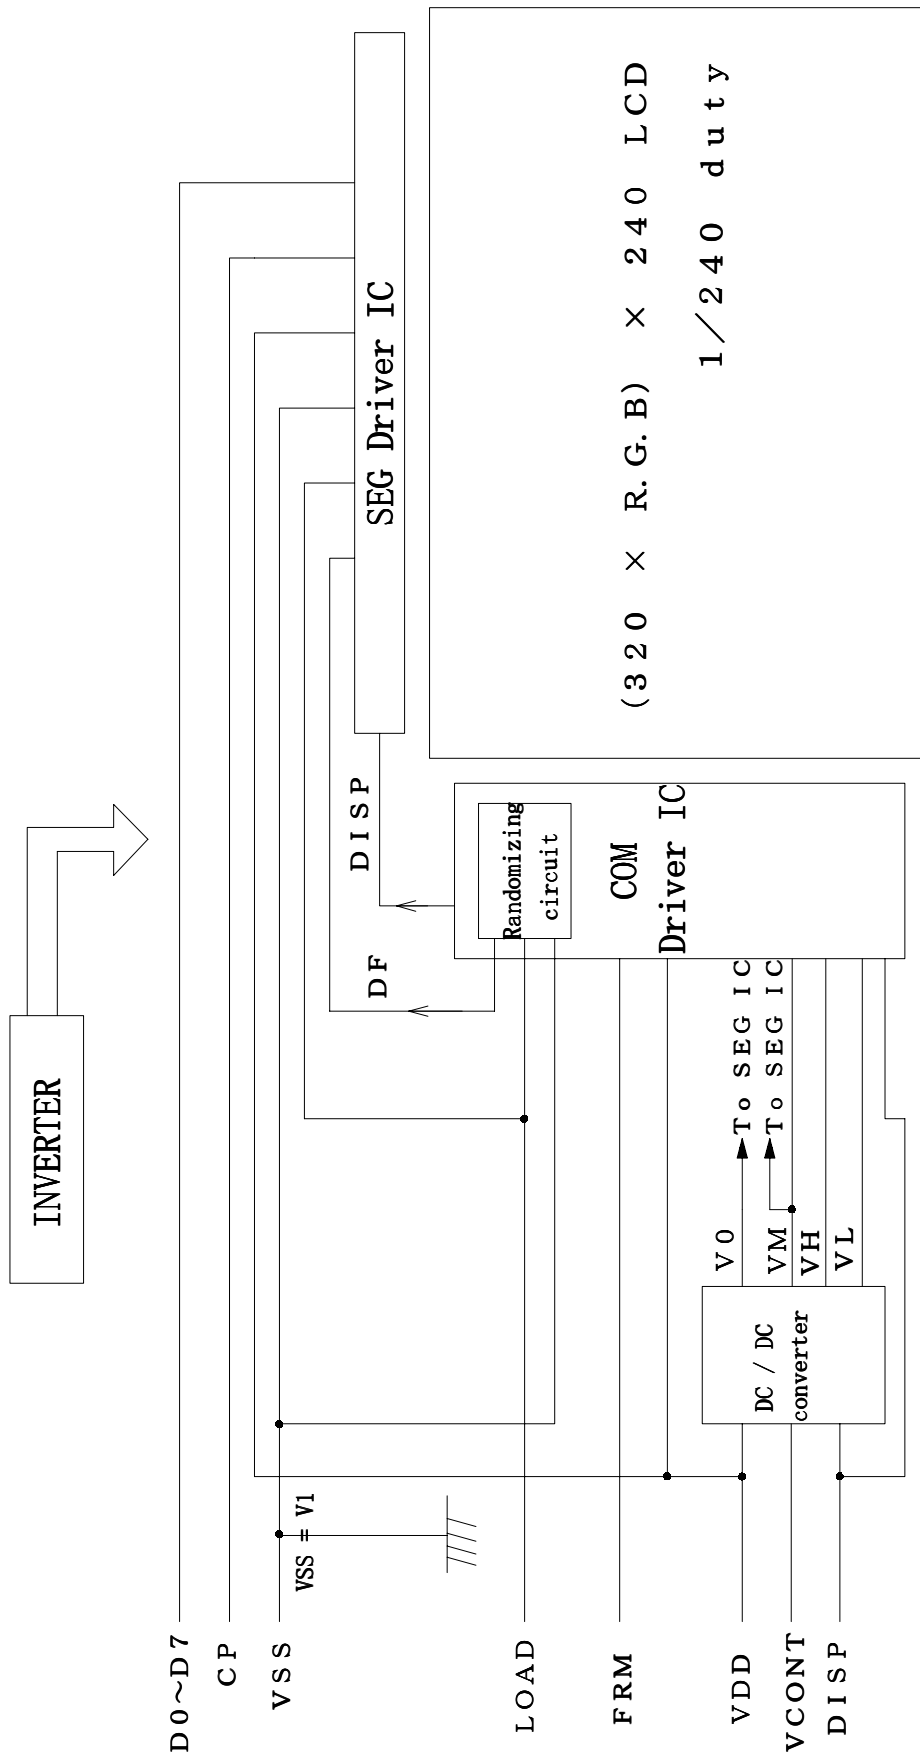 INVERTER
D0～D7
CP
VSS
LOAD
FRM
VDD
VCONT
DISP
VSS = V1
DC / DC
converter
V0
VM
VH
VL
To SEG IC
To SEG IC
DF
DISP
Randomizing
circuit
COM
Driver IC
SEG Driver IC
(320 × R.G.B) × 240 LCD
1/240 duty